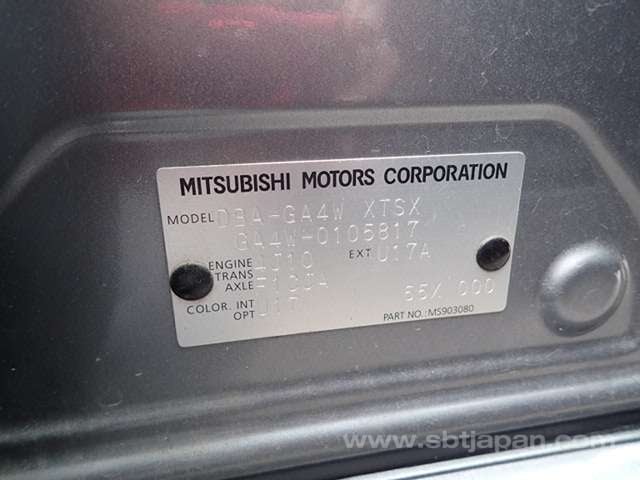 MITSUBISHI MOTORS CORPORATION
MODEL DBA-GA4W XTSX
GA4W-0105817
ENGINE 4J10 EXT U17A
TRANS
AXLE
COLOR. INT
OPT
000
PART NO.: MS903080
www.sbtjapan.com